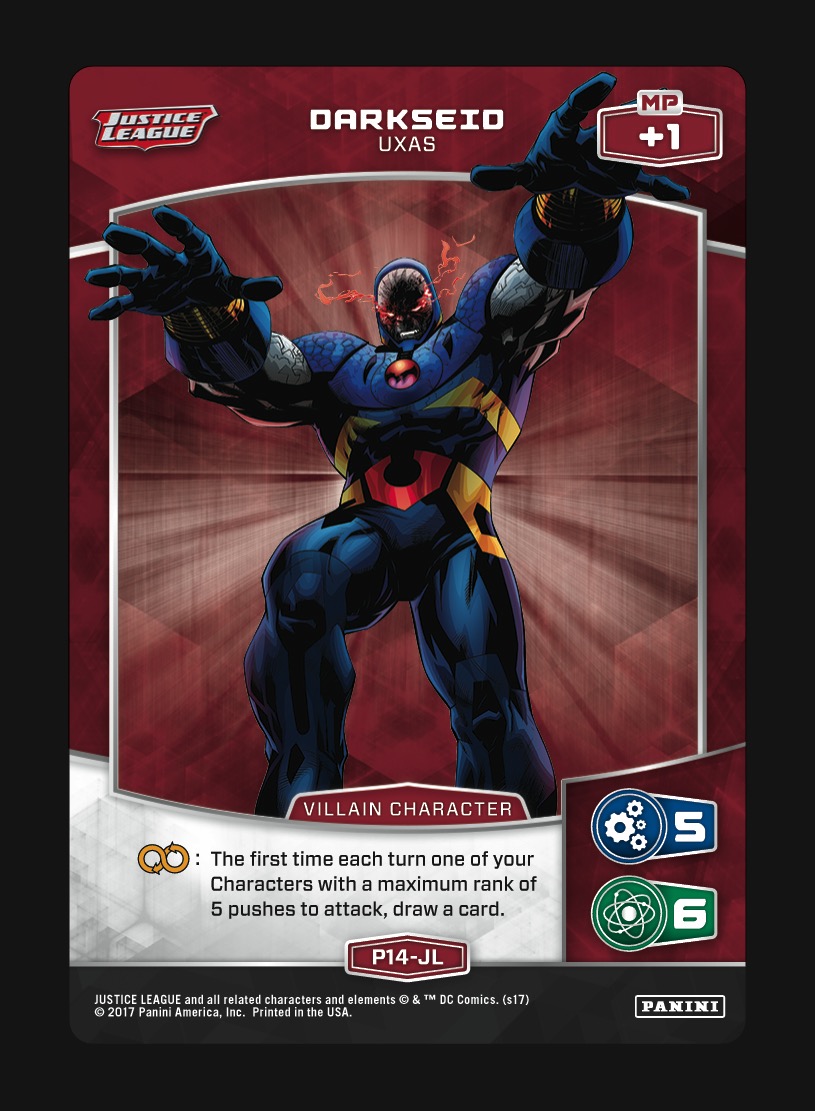 JUSTICE LEAGUE
DARKSEID
UXAS
MP
+1
VILLAIN CHARACTER
: The first time each turn one of your
Characters with a maximum rank of
5 pushes to attack, draw a card.
5
6
P14-JL
JUSTICE LEAGUE and all related characters and elements © & ™ DC Comics. (s17)
© 2017 Panini America, Inc. Printed in the USA.
PANINI